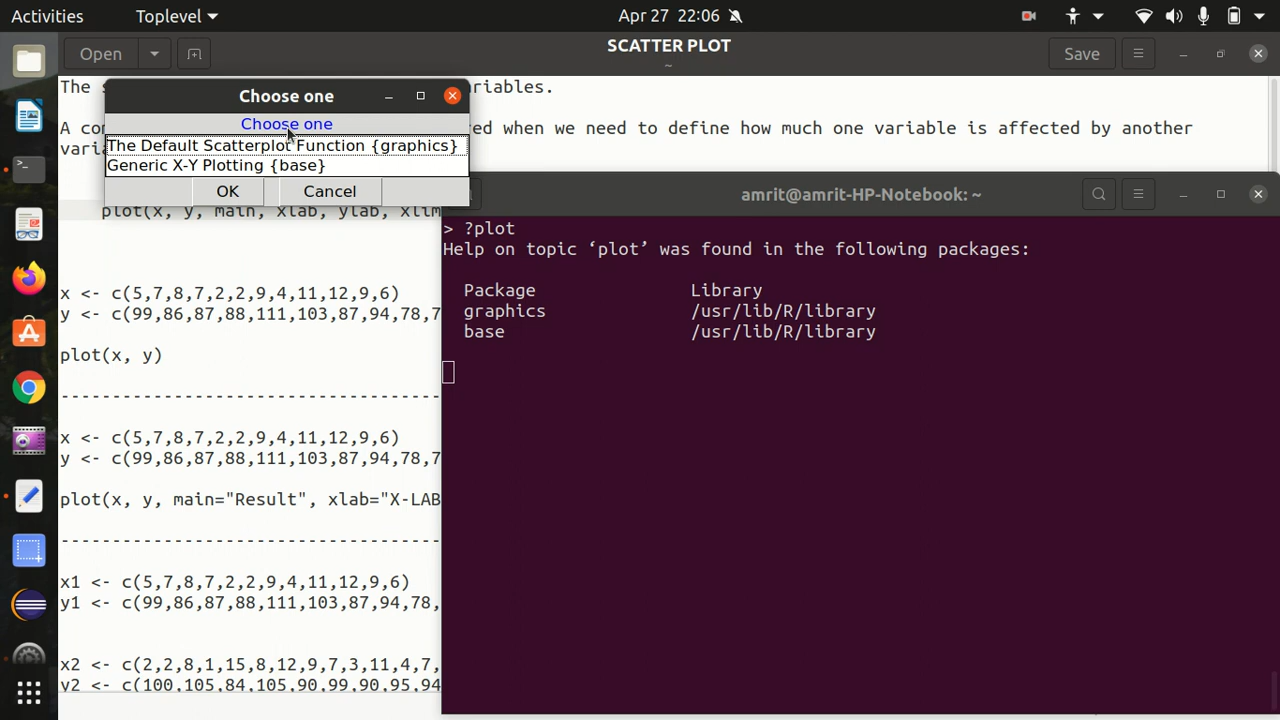 Activities
Toplevel
Apr 27 22:06
Open
SCATTER PLOT
~
Save
The s
riables.
A co
ed when we need to define how much one variable is affected by another
varia
Choose one
Choose one
The Default Scatterplot Function {graphics}
Generic X-Y Plotting {base}
OK
Cancel
plot(x, y, main, xlab, ylab, xlim
x <- c(5,7,8,7,2,2,9,4,11,12,9,6)
y <- c(99,86,87,88,111,103,87,94,78,7
plot(x, y)
-------------------------------------
x <- c(5,7,8,7,2,2,9,4,11,12,9,6)
y <- c(99,86,87,88,111,103,87,94,78,7
plot(x, y, main="Result", xlab="X-LAB
-------------------------------------
x1 <- c(5,7,8,7,2,2,9,4,11,12,9,6)
y1 <- c(99,86,87,88,111,103,87,94,78,
x2 <- c(2,2,8,1,15,8,12,9,7,3,11,4,7,
y2 <- c(100,105,84,105,90,99,90,95,94
amrit@amrit-HP-Notebook: ~
> ?plot
Help on topic ‘plot’ was found in the following packages:
Package Library
graphics /usr/lib/R/library
base /usr/lib/R/library